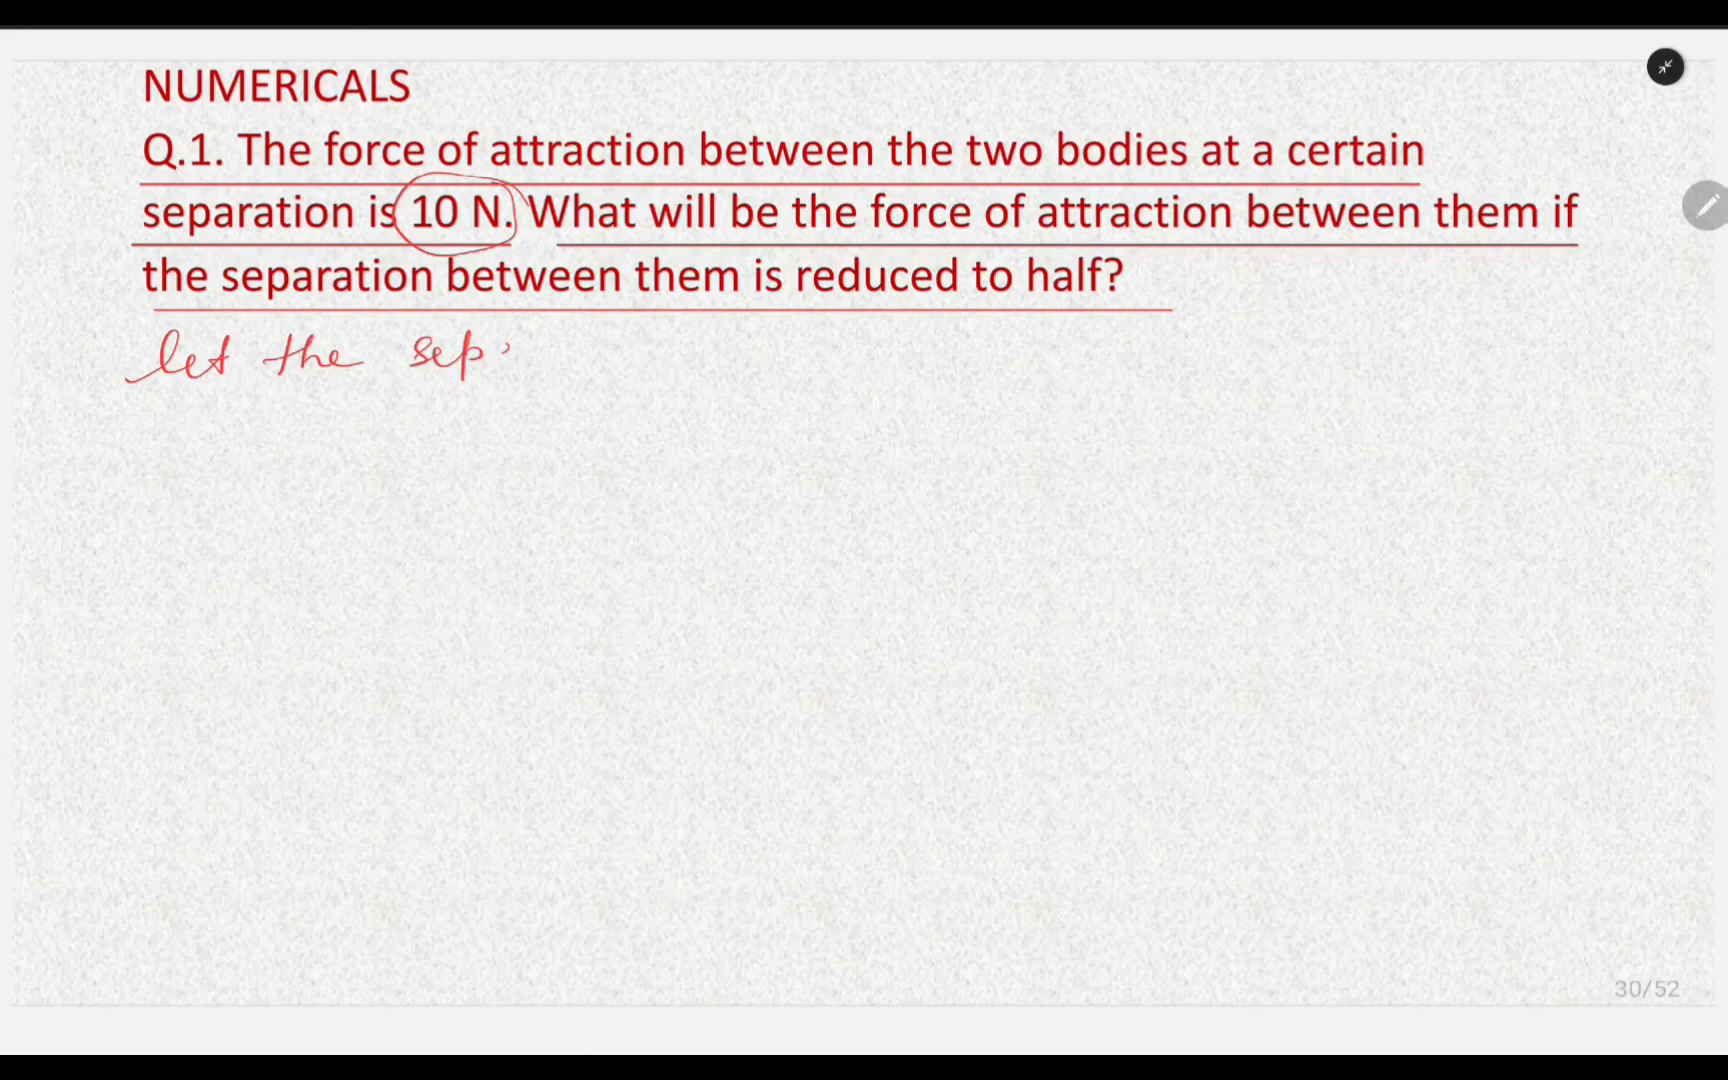 NUMERICALS
Q.1. The force of attraction between the two bodies at a certain
separation is 10 N. What will be the force of attraction between them if
the separation between them is reduced to half?
let the sep.
30/52